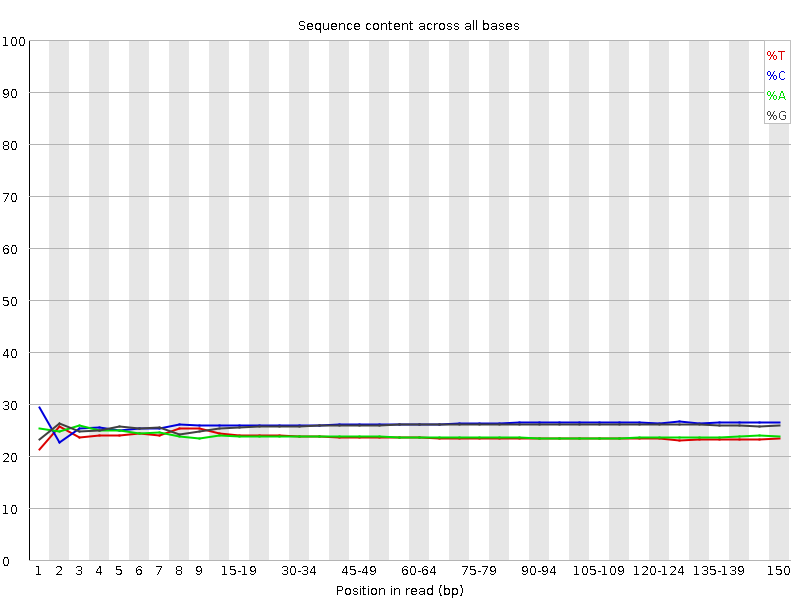 Sequence content across all bases
100
90
80
70
60
50
40
30
20
10
0
%T
%C
%A
%G
1 2 3 4 5 6 7 8 9 15-19 30-34 45-49 60-64 75-79 90-94 105-109 120-124 135-139 150
Position in read (bp)